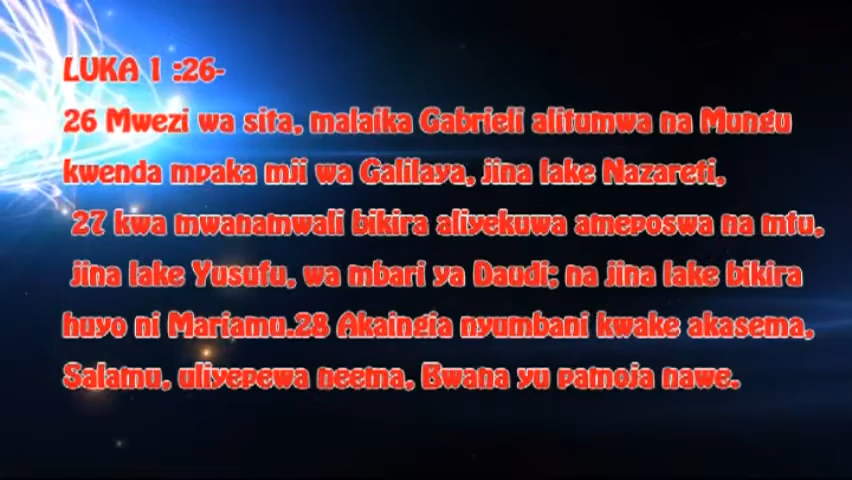 LUKA 1 :26-
26 Mwezi wa sita, malaika Gabrieli alitumwa na Mungu
kwenda mpaka mji wa Galilaya, jina lake Nazareti,
27 kwa mwanamwali bikira aliyekuwa ameposwa na mtu,
jina lake Yusufu, wa mbari ya Daudi; na jina lake bikira
huyo ni Mariamu.28 Akaingia nyumbani kwake akasema,
Salamu, uliyepewa neema, Bwana yu pamoja nawe.